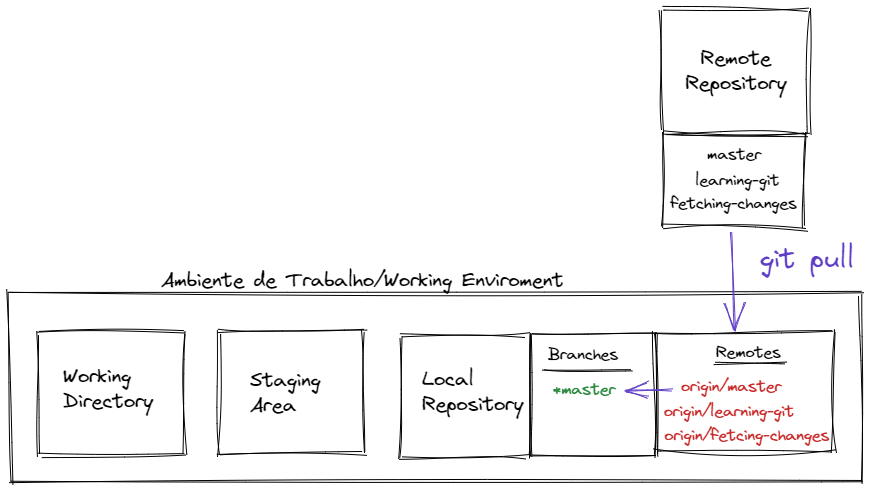 Remote
Repository
master
learning-git
fetching-changes
git pull
Ambiente de Trabalho/Working Enviroment
Working
Directory
Staging
Area
Local
Repository
Branches
*master
Remotes
origin/master
origin/learning-git
origin/fetcing-changes